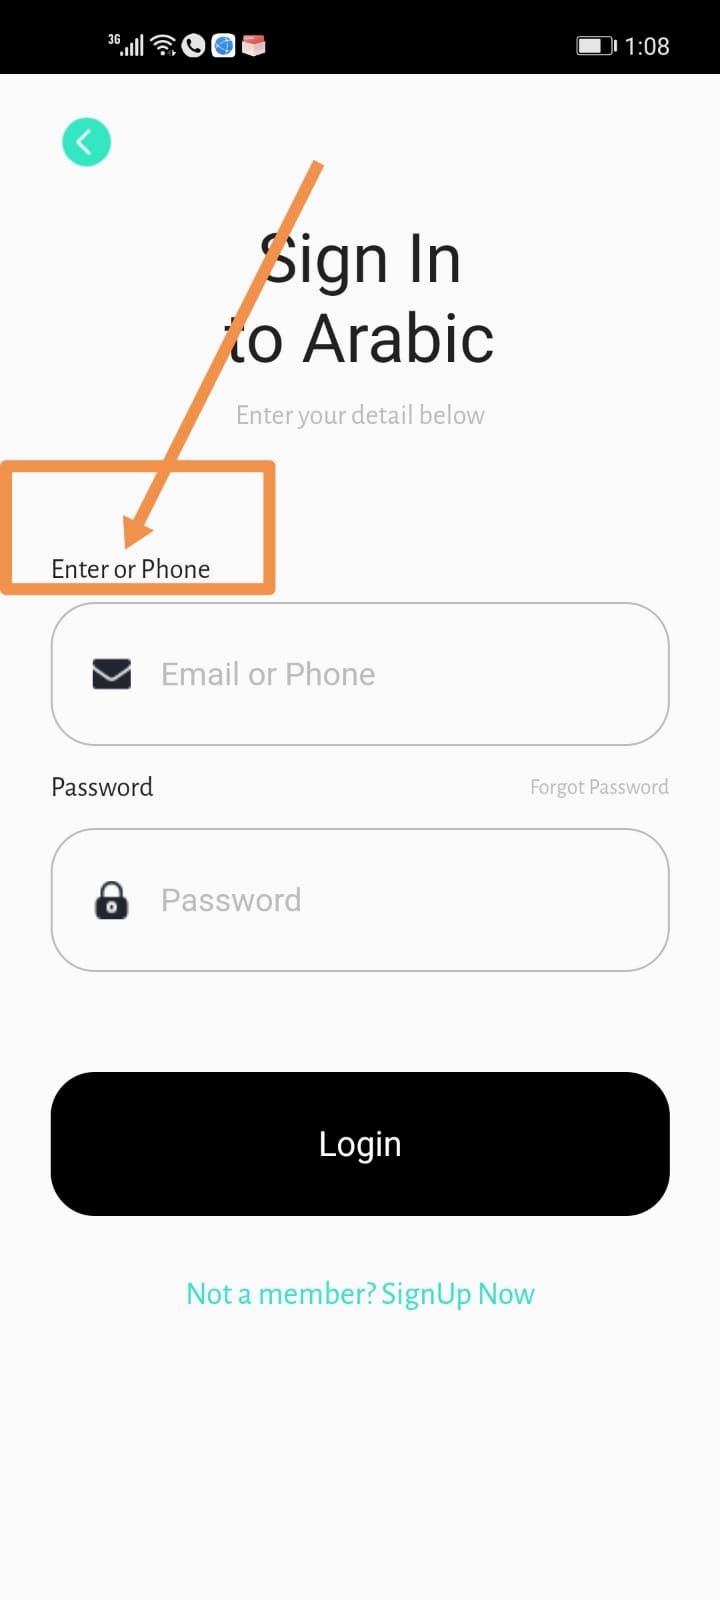 3G 1:08
Sign In
to Arabic
Enter your detail below
Enter or Phone
Email or Phone
Password Forgot Password
Password
Login
Not a member? SignUp Now